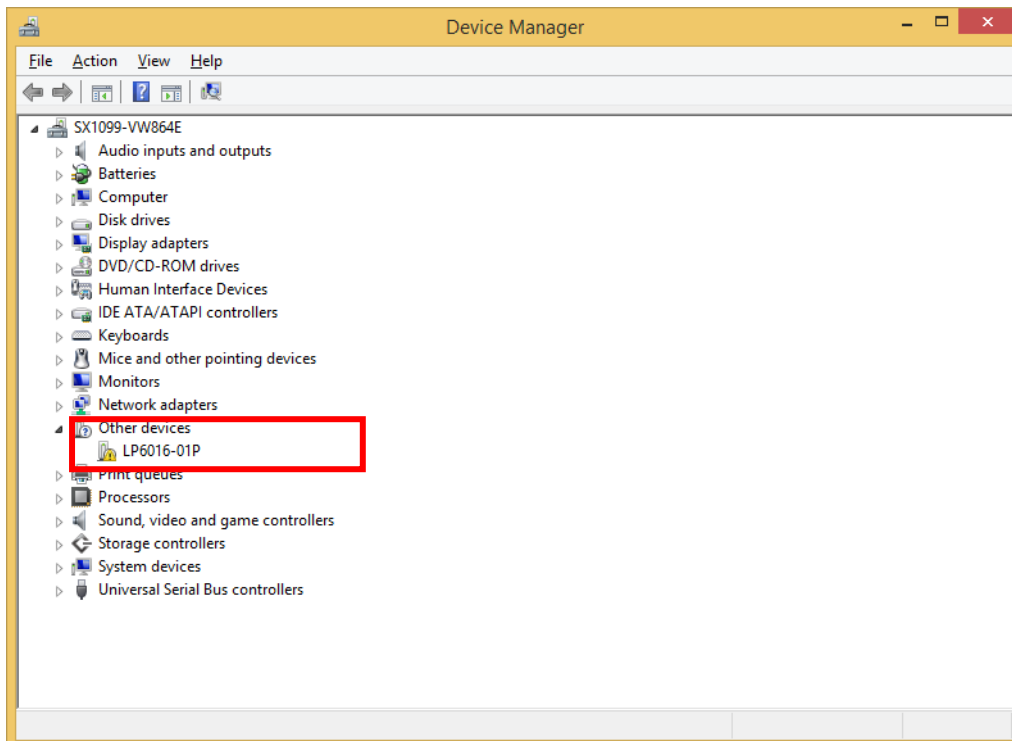 Device Manager
File Action View Help
SX1099-VW864E
Audio inputs and outputs
Batteries
Computer
Disk drives
Display adapters
DVD/CD-ROM drives
Human Interface Devices
IDE ATA/ATAPI controllers
Keyboards
Mice and other pointing devices
Monitors
Network adapters
Other devices
LP6016-01P
Print queues
Processors
Sound, video and game controllers
Storage controllers
System devices
Universal Serial Bus controllers